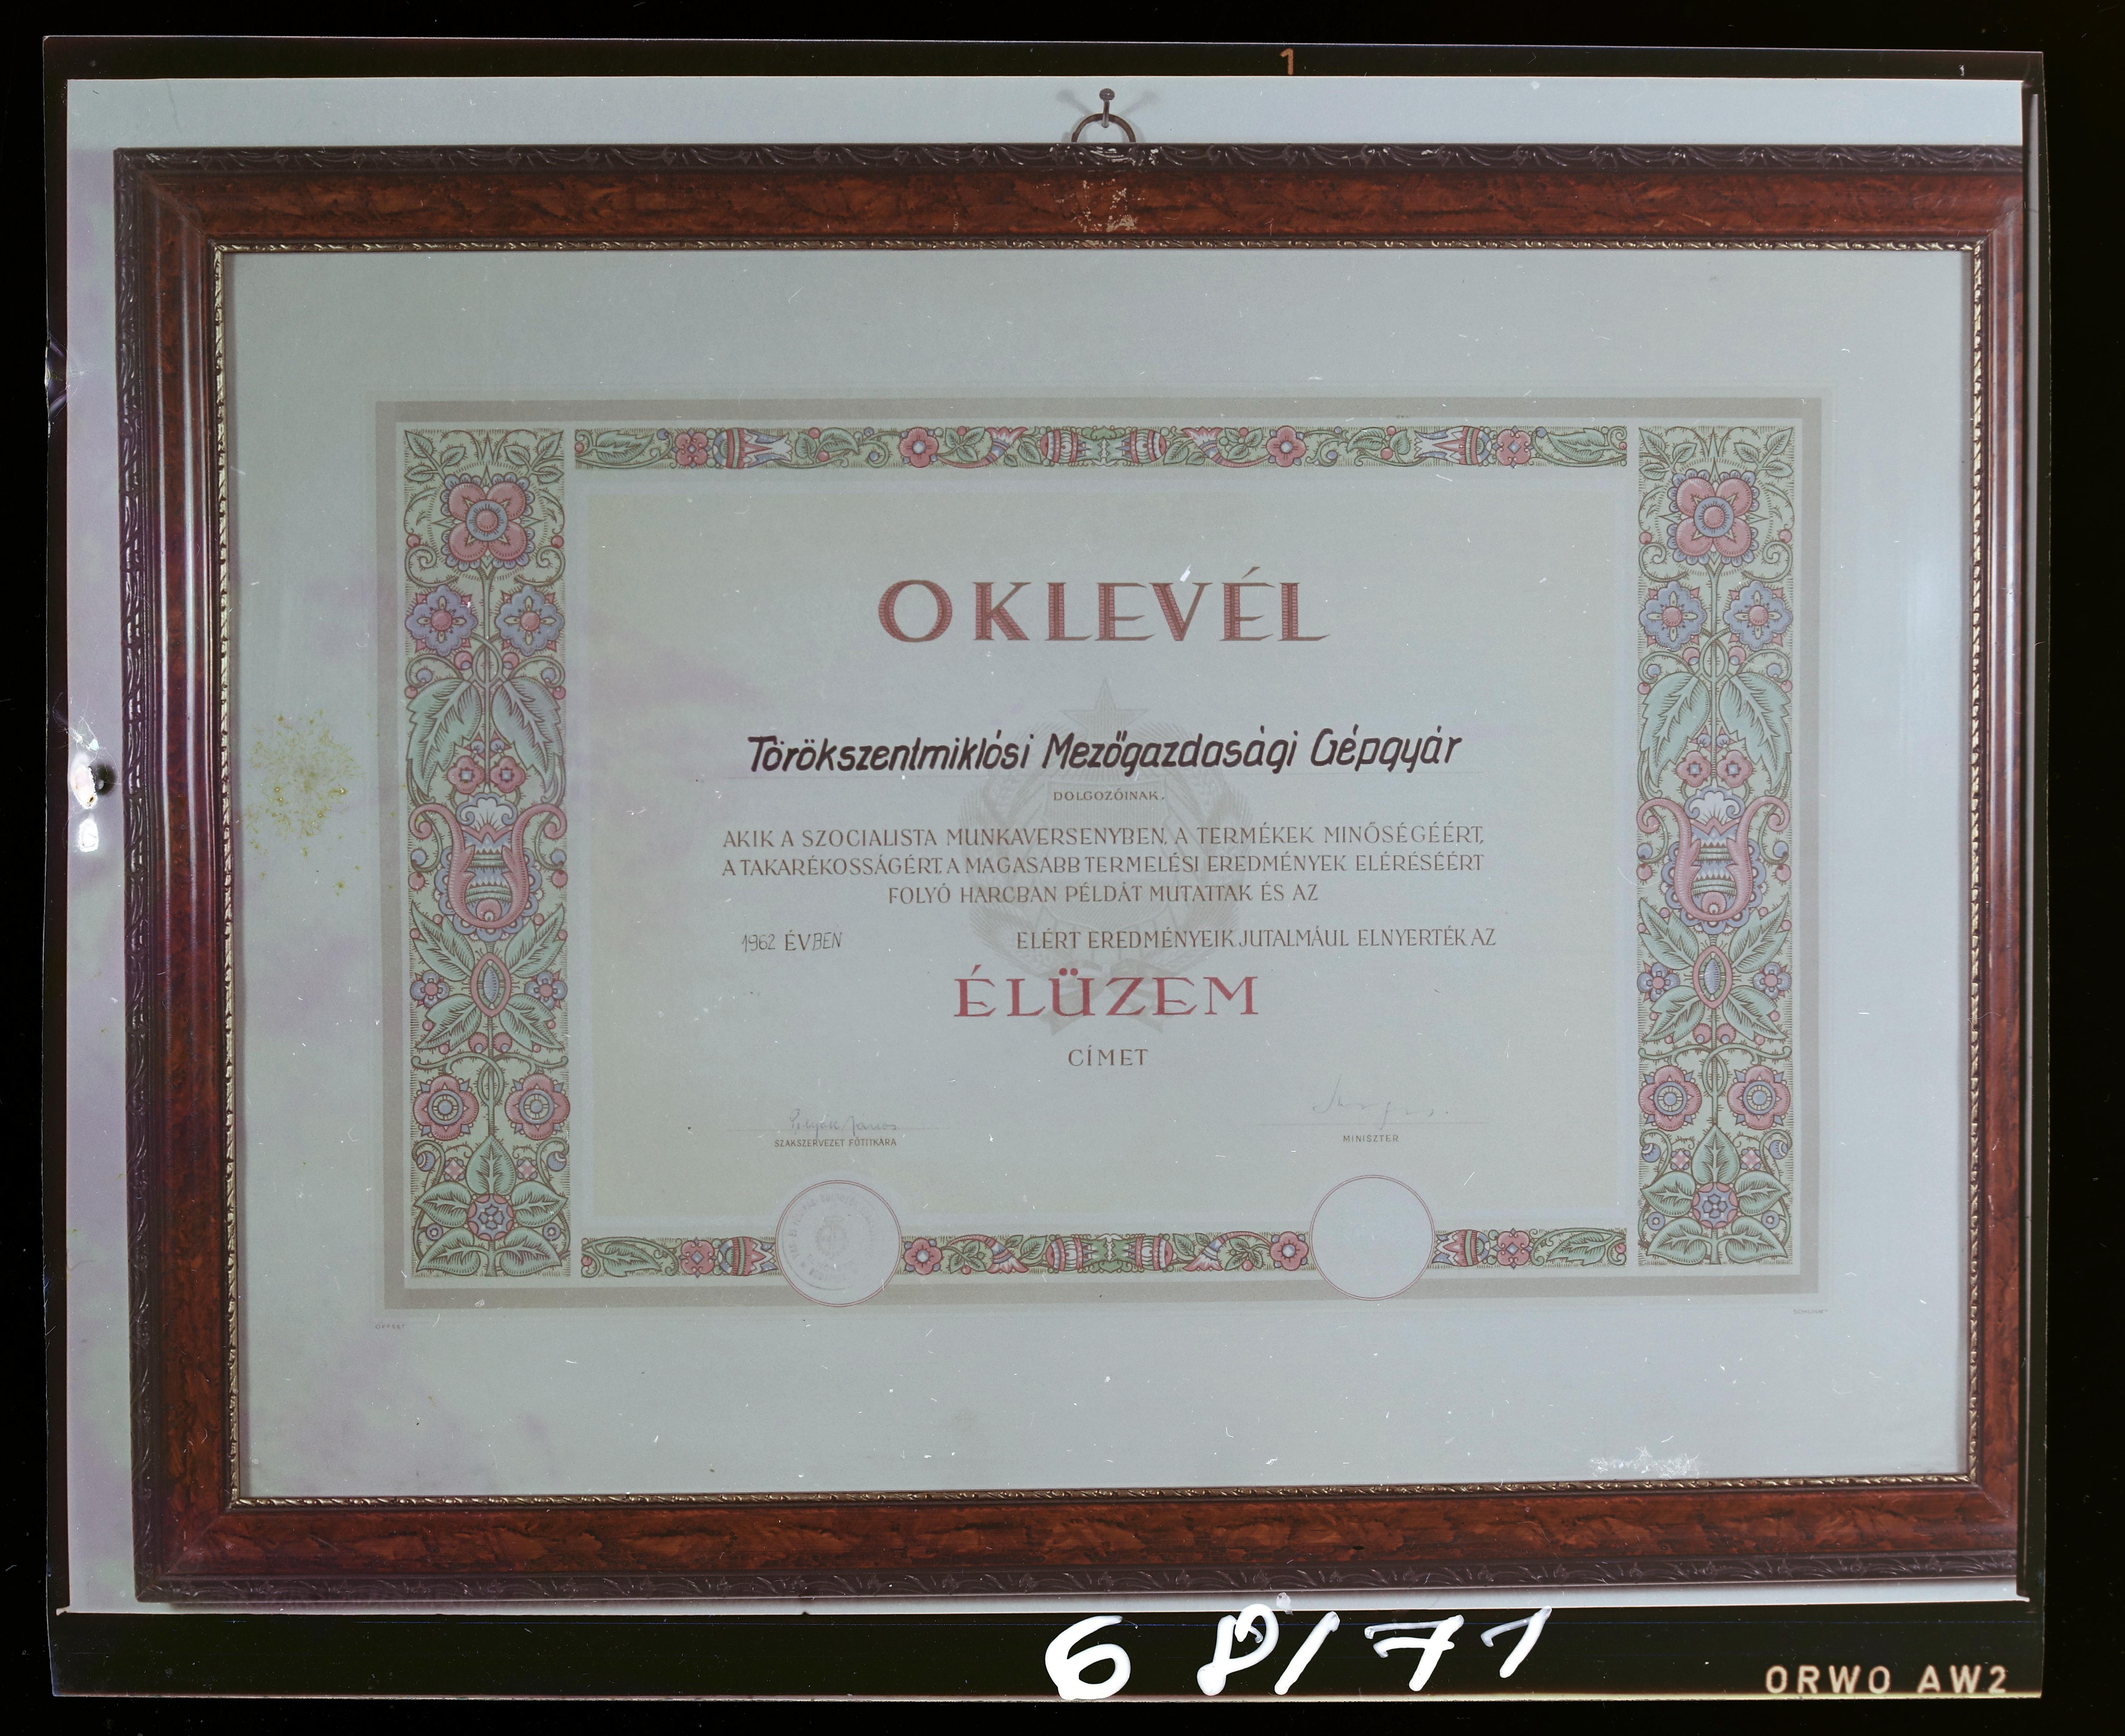 1
OKLEVÉL
Törökszentmiklósi Mezőgazdasági Gépgyár
DOLGOZÓINAK.
AKIK A SZOCIALISTA MUNKAVERSENYBEN, A TERMÉKEK MINŐSÉGÉÉRT,
A TAKARÉKOSSÁGÉRT, A MAGASABB TERMELÉSI EREDMÉNYEK ELÉRÉSÉÉRT
FOLYÓ HARCBAN PÉLDÁT MUTATTAK ÉS AZ
1962 ÉVBEN ELÉRT EREDMÉNYEIK JUTALMÁUL ELNYERTÉK AZ
ÉLÜZEM
CÍMET
SZAKSZERVEZET FŐTITKÁRA
MINISZTER
68/71
ORWO AW2